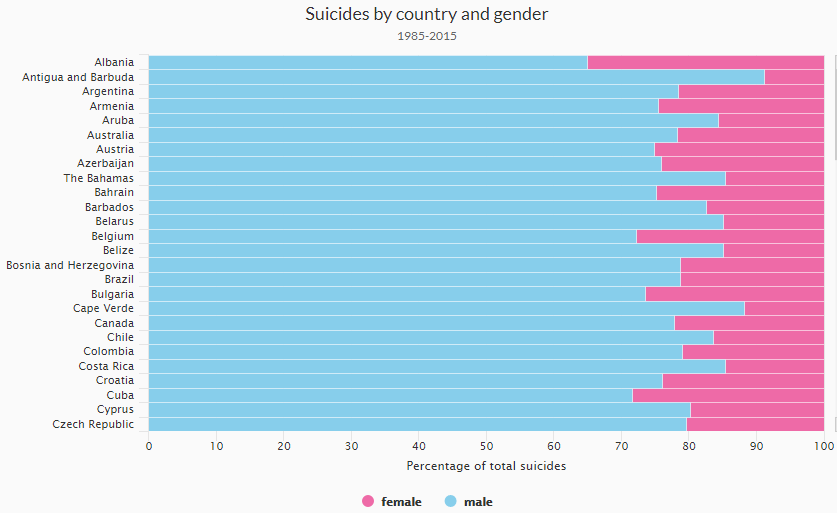 Suicides by country and gender
1985-2015
Albania
Antigua and Barbuda
Argentina
Armenia
Aruba
Australia
Austria
Azerbaijan
The Bahamas
Bahrain
Barbados
Belarus
Belgium
Belize
Bosnia and Herzegovina
Brazil
Bulgaria
Cape Verde
Canada
Chile
Colombia
Costa Rica
Croatia
Cuba
Cyprus
Czech Republic
0 10 20 30 40 50 60 70 80 90 100
Percentage of total suicides
female male